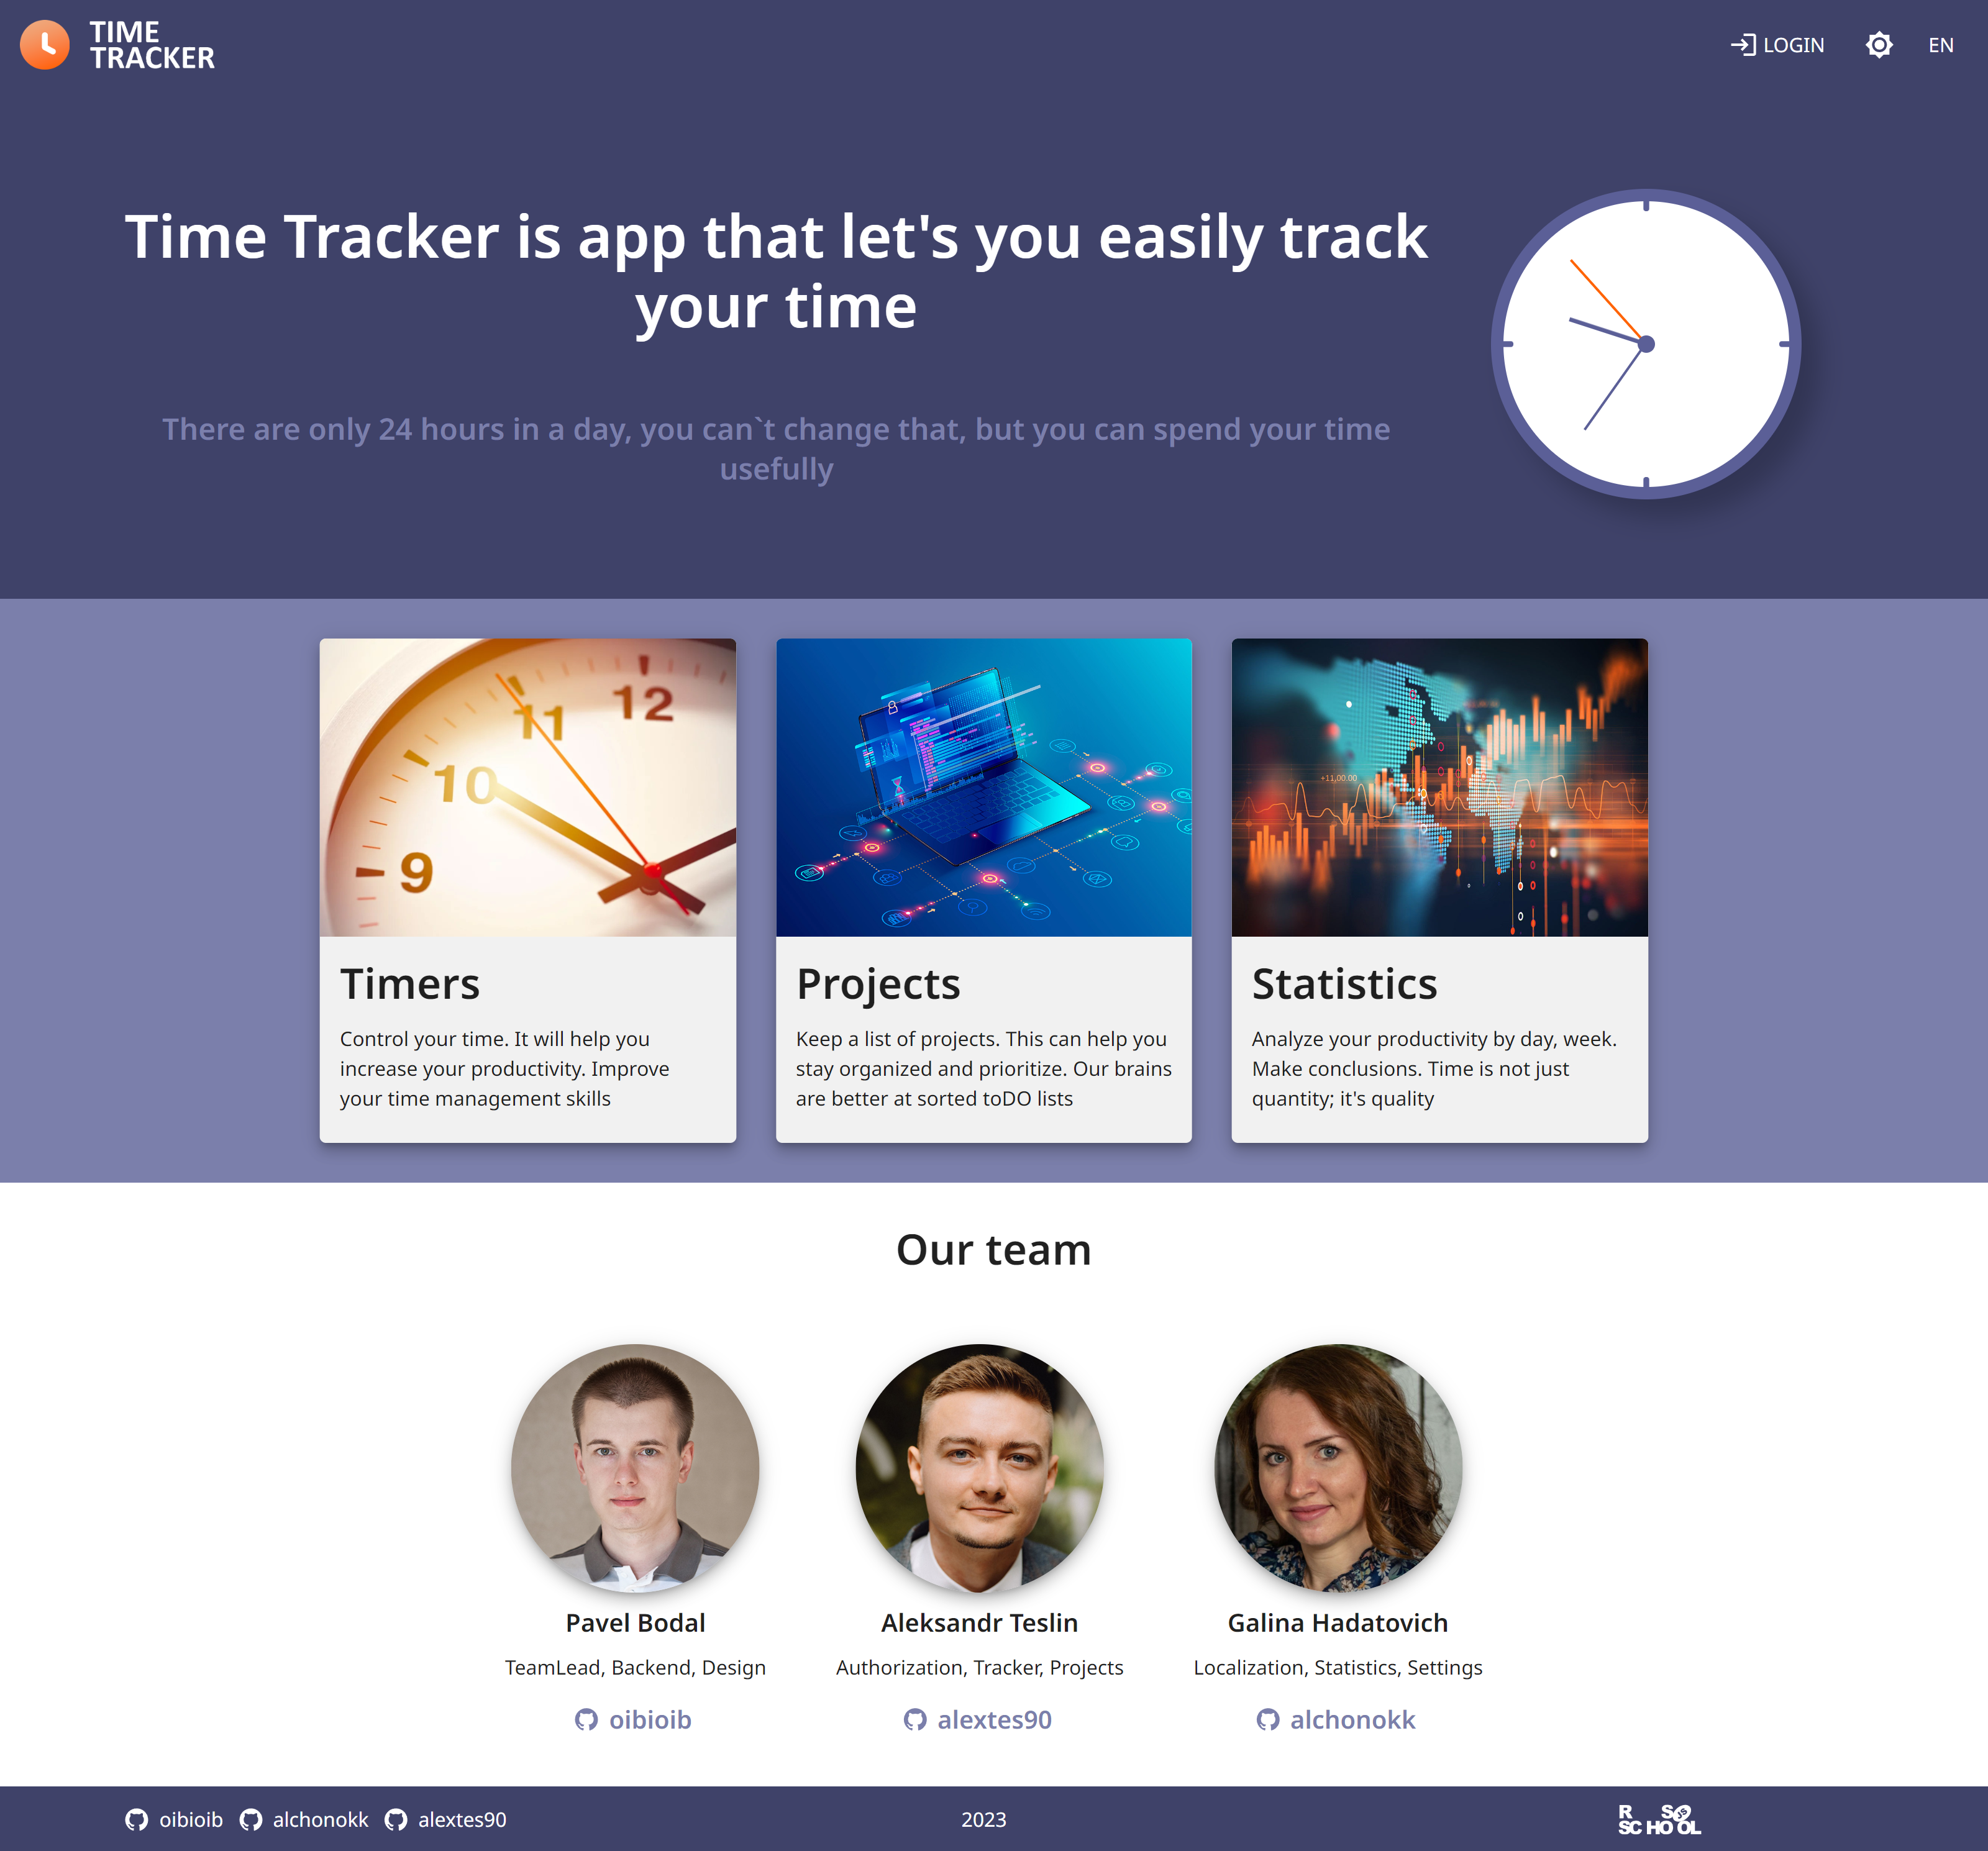 TIME
TRACKER
LOGIN
EN
Time Tracker is app that let's you easily track
your time
There are only 24 hours in a day, you can`t change that, but you can spend your time
usefully
12
11
10
9
+11,00.00
Timers
Control your time. It will help you
increase your productivity. Improve
your time management skills
Projects
Keep a list of projects. This can help you
stay organized and prioritize. Our brains
are better at sorted toDO lists
Statistics
Analyze your productivity by day, week.
Make conclusions. Time is not just
quantity; it's quality
Our team
Pavel Bodal
TeamLead, Backend, Design
oibioib
Aleksandr Teslin
Authorization, Tracker, Projects
alextes90
Galina Hadatovich
Localization, Statistics, Settings
alchonokk
oibioib alchonokk alextes90
2023
R S JS
SCHOOL